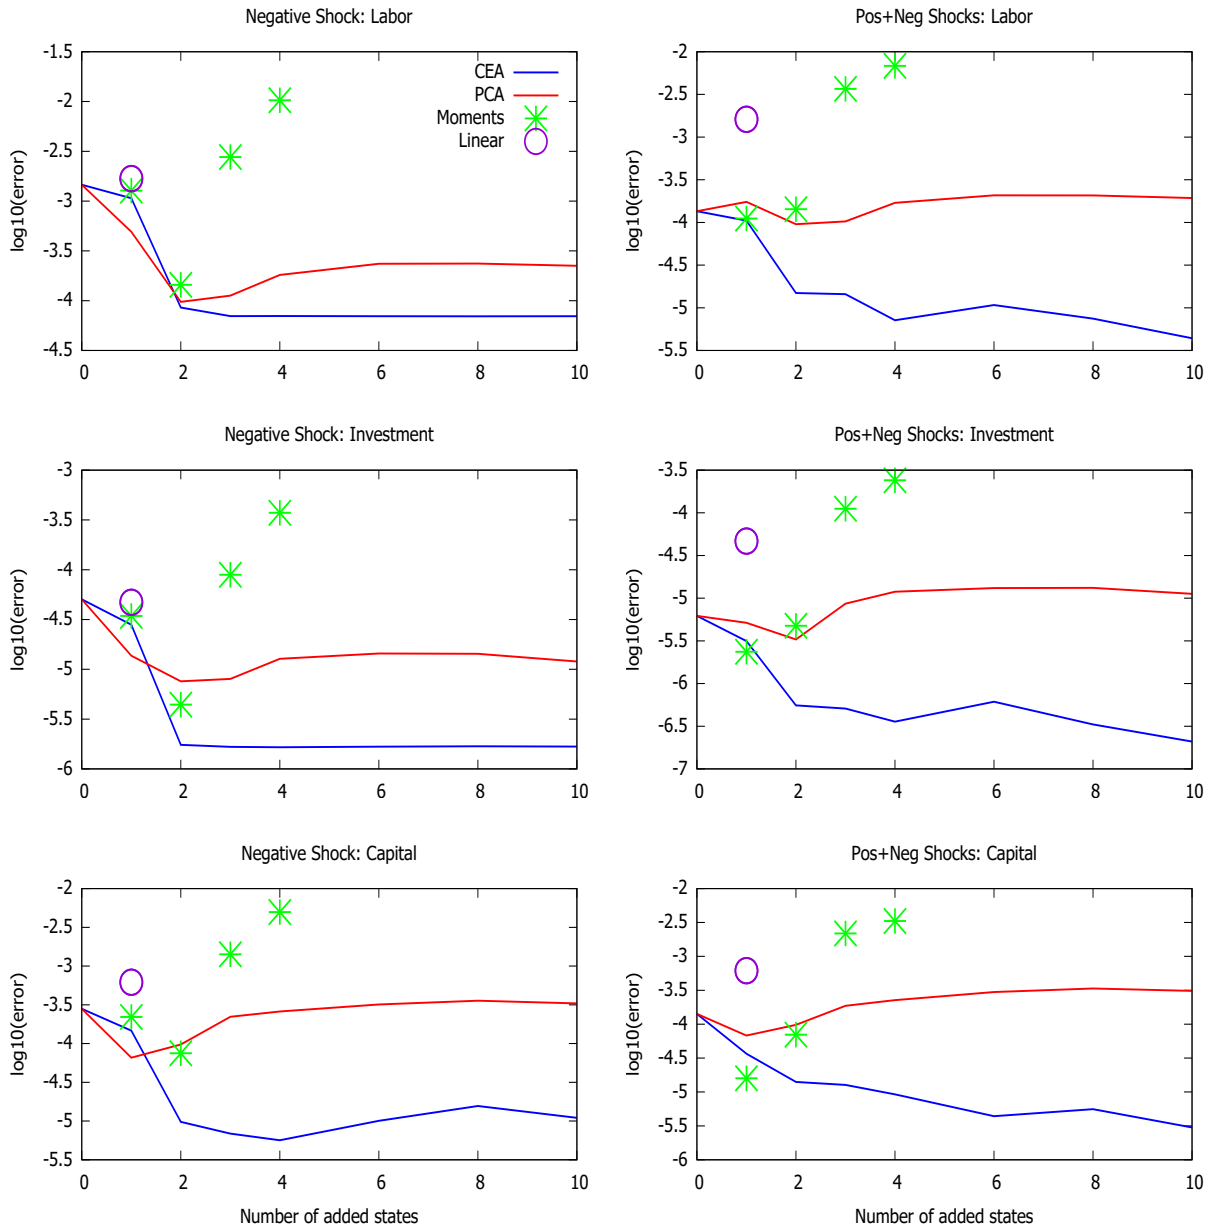 Negative Shock: Labor
-1.5
-2
-2.5
-3
-3.5
-4
-4.5
log10(error)
0 2 4 6 8 10
CEA
PCA
Moments
Linear
Pos+Neg Shocks: Labor
-2
-2.5
-3
-3.5
-4
-4.5
-5
-5.5
log10(error)
0 2 4 6 8 10
Negative Shock: Investment
-3
-3.5
-4
-4.5
-5
-5.5
-6
log10(error)
0 2 4 6 8 10
Pos+Neg Shocks: Investment
-3.5
-4
-4.5
-5
-5.5
-6
-6.5
-7
log10(error)
0 2 4 6 8 10
Negative Shock: Capital
-2
-2.5
-3
-3.5
-4
-4.5
-5
-5.5
log10(error)
0 2 4 6 8 10
Number of added states
Pos+Neg Shocks: Capital
-2
-2.5
-3
-3.5
-4
-4.5
-5
-5.5
-6
log10(error)
0 2 4 6 8 10
Number of added states